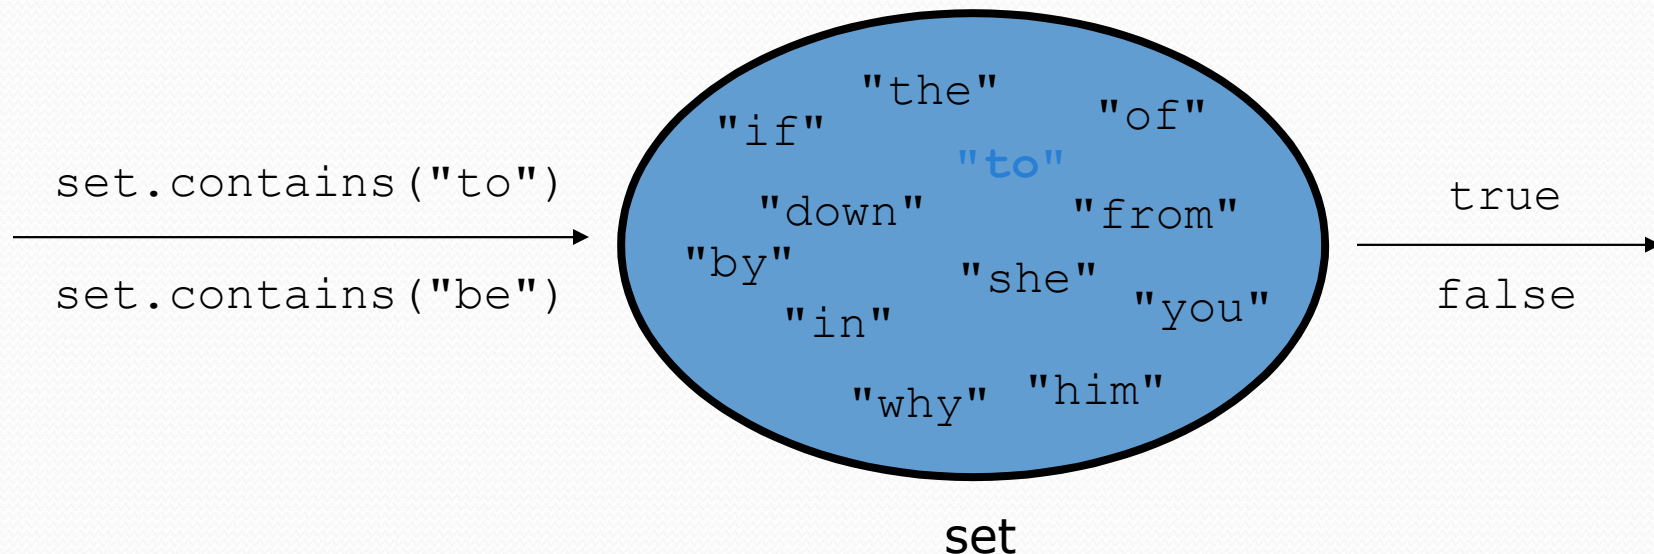 set.contains("to")
set.contains("be")
"the"
"of"
"if"
"to"
"down"
"from"
"by"
"she"
"you"
"in"
"why"
"him"
true
false
set